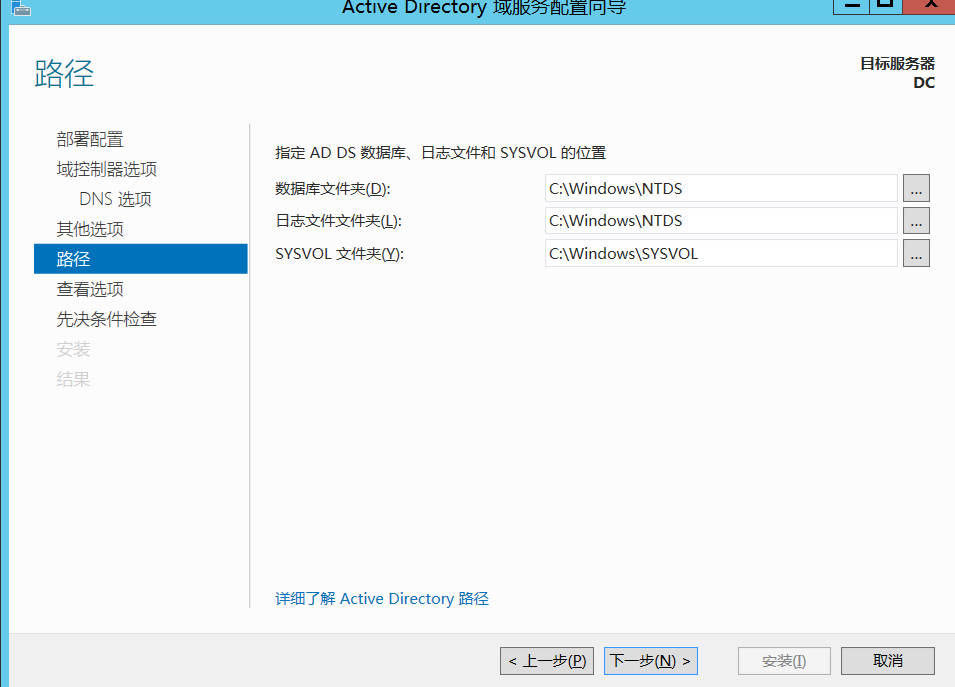 Active Directory 域服务配置向导
路径
目标服务器
DC
部署配置
域控制器选项
DNS 选项
其他选项
路径
查看选项
先决条件检查
安装
结果
指定 AD DS 数据库、日志文件和 SYSVOL 的位置
数据库文件夹(D): C:\Windows\NTDS ...
日志文件文件夹(L): C:\Windows\NTDS ...
SYSVOL 文件夹(Y): C:\Windows\SYSVOL ...
详细了解 Active Directory 路径
< 上一步(P) 下一步(N) > 安装(I) 取消